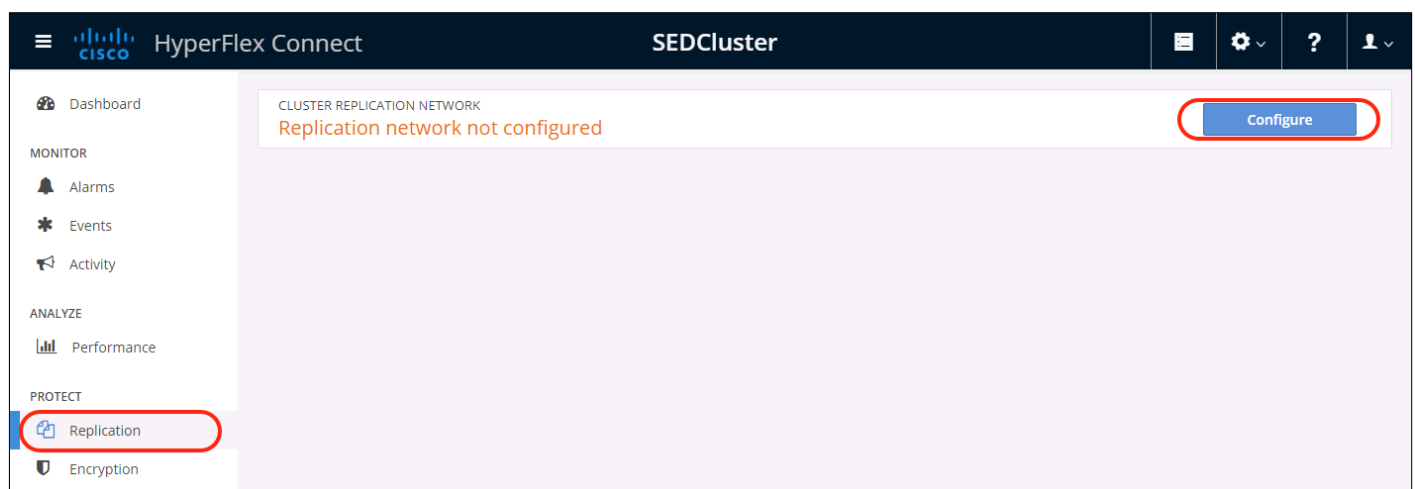 CISCO HyperFlex Connect SEDCluster ?
Dashboard
CLUSTER REPLICATION NETWORK
Replication network not configured
Configure
MONITOR
Alarms
Events
Activity
ANALYZE
Performance
PROTECT
Replication
Encryption